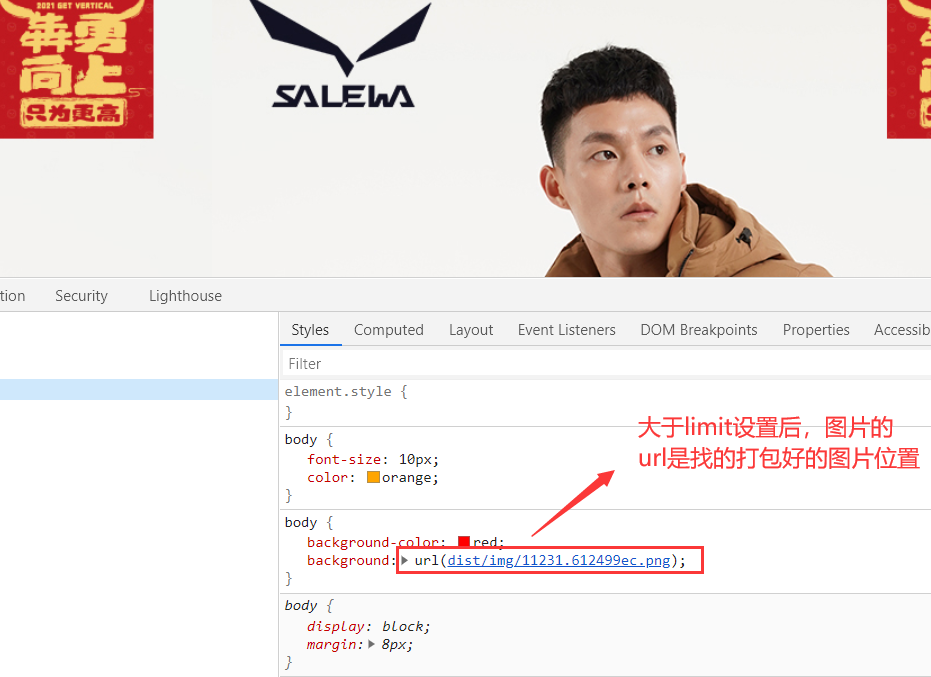 2021 GET VERTICAL
犇勇
向上
只为更高
SALEWA
tion Security Lighthouse
Styles Computed Layout Event Listeners DOM Breakpoints Properties Accessib
Filter
element.style {
}
body {
font-size: 10px;
color: orange;
}
body {
background-color: red;
background: url(dist/img/11231.612499ec.png);
}
body {
display: block;
margin: 8px;
}
大于limit设置后，图片的
url是找的打包好的图片位置